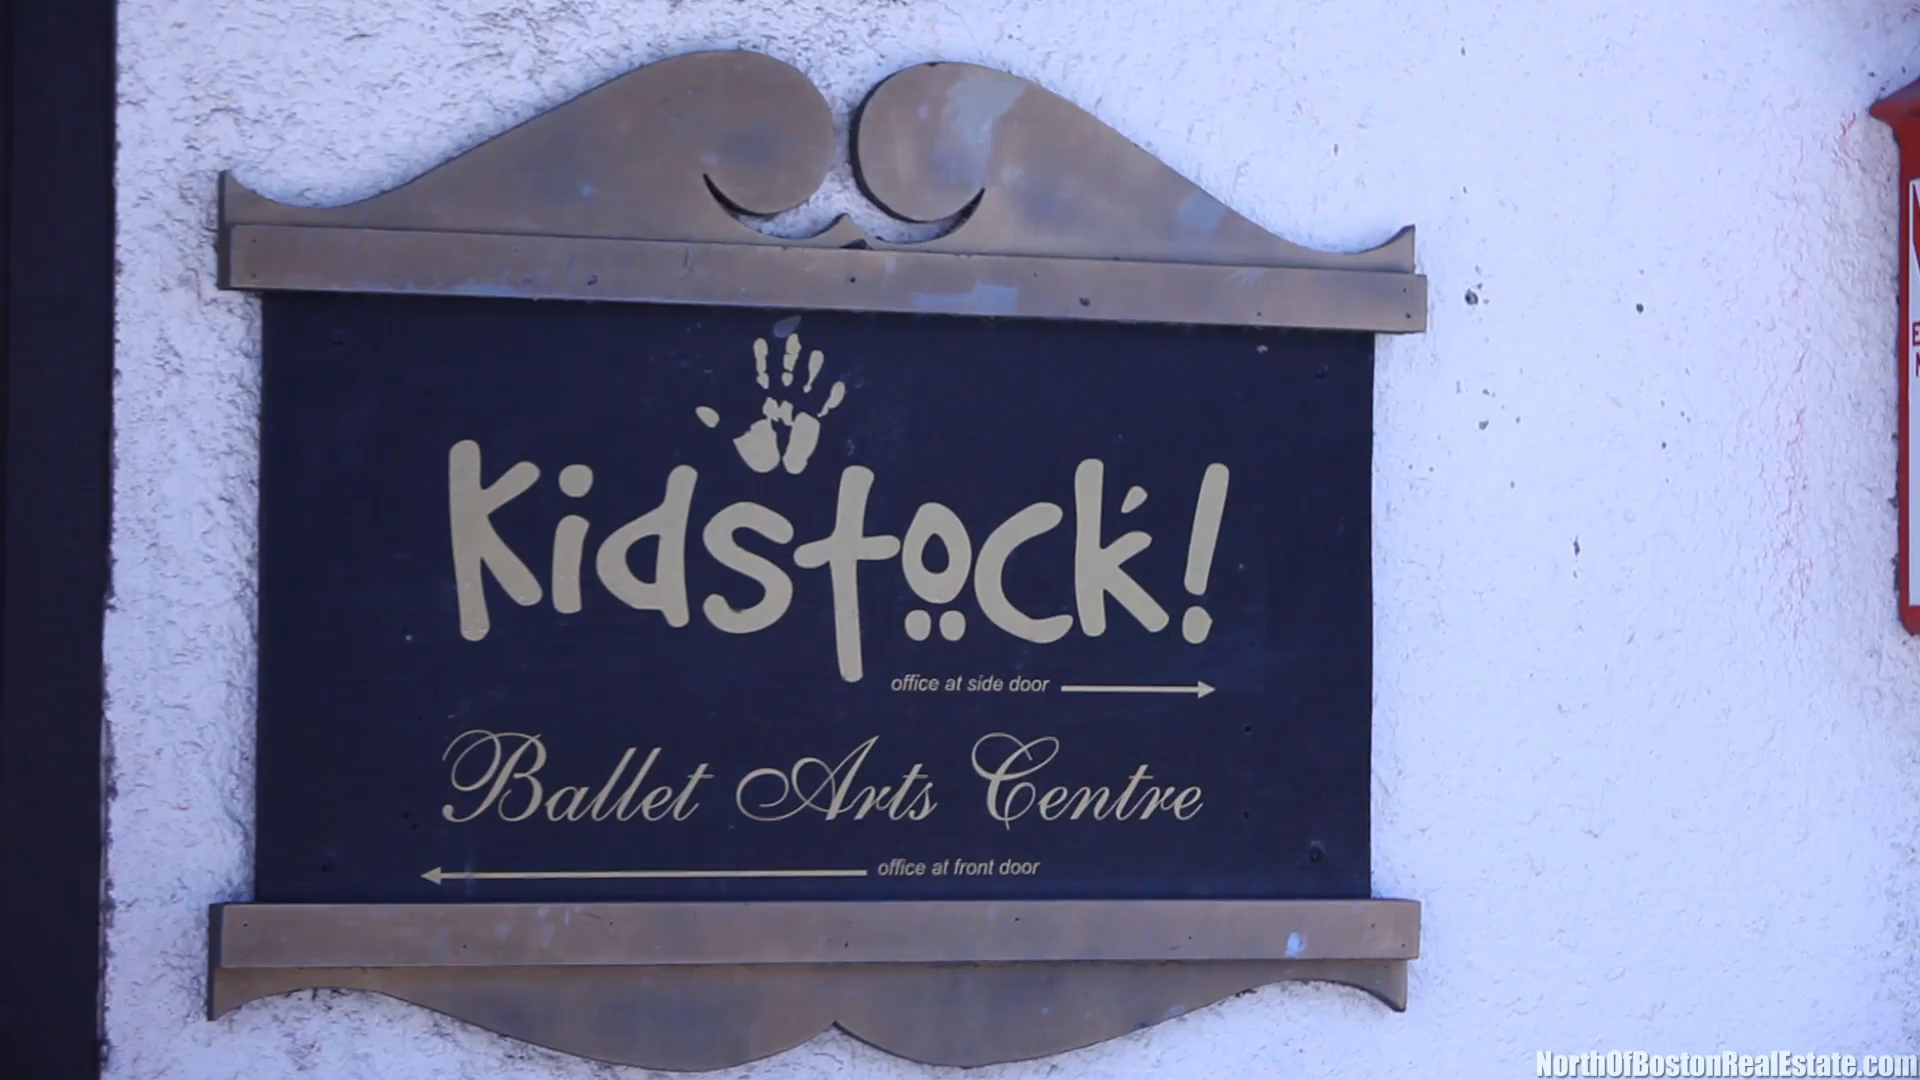 Kidstock!
office at side door
Ballet Arts Centre
office at front door
NorthOfBostonRealEstate.com